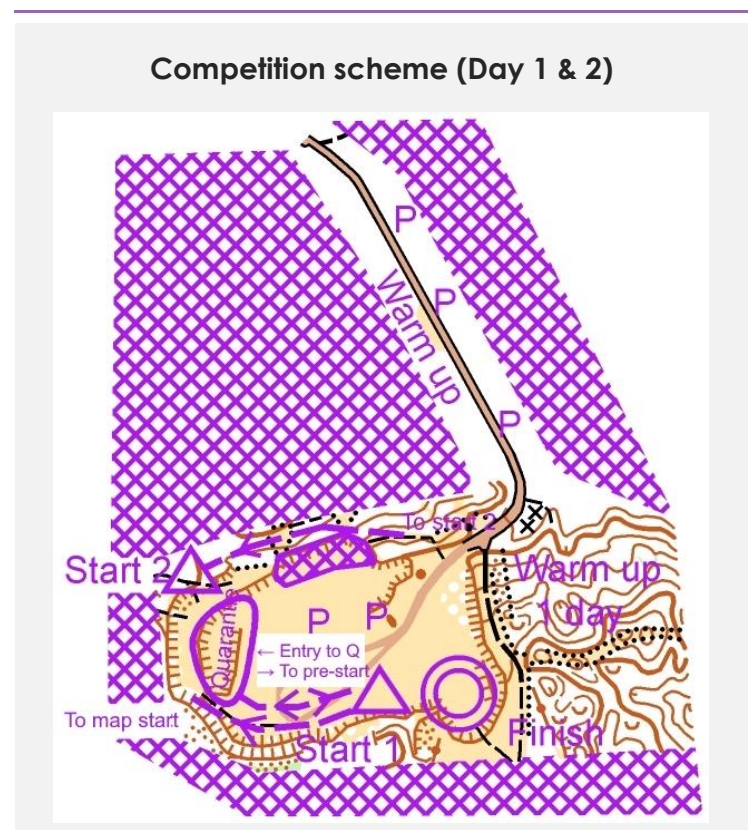 Competition scheme (Day 1 & 2)
P
P
Warm up
P
To start 2
Start 2
Warm up
1 day
Quarantine
P
P
← Entry to Q
→ To pre-start
To map start
Start 1
Finish